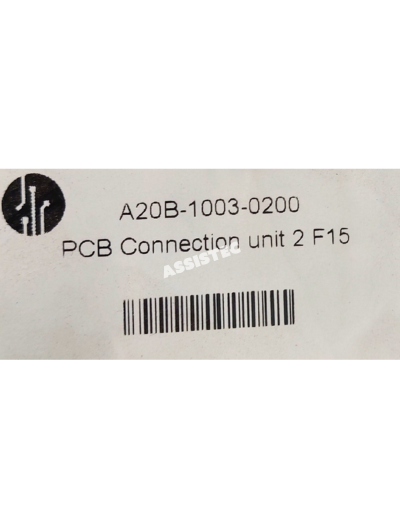 A20B-1003-0200
PCB Connection unit 2 F15
ASSISTEC